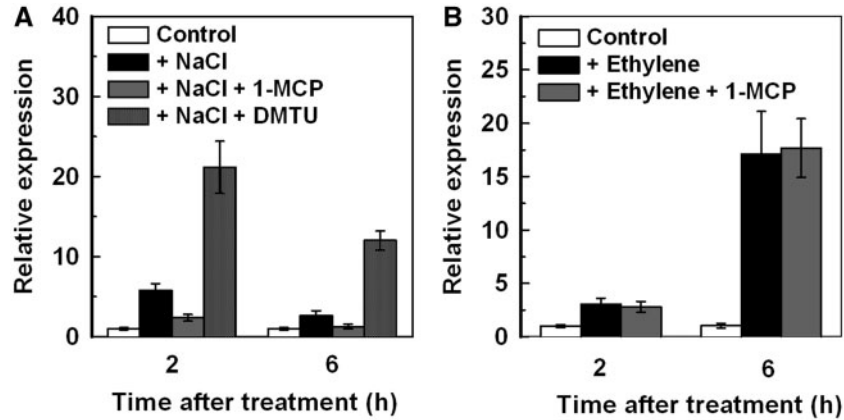 A
Relative expression
40
30
20
10
0
Control
+ NaCl
+ NaCl + 1-MCP
+ NaCl + DMTU
2
6
Time after treatment (h)
B
Relative expression
30
25
20
15
10
5
0
Control
+ Ethylene
+ Ethylene + 1-MCP
2
6
Time after treatment (h)